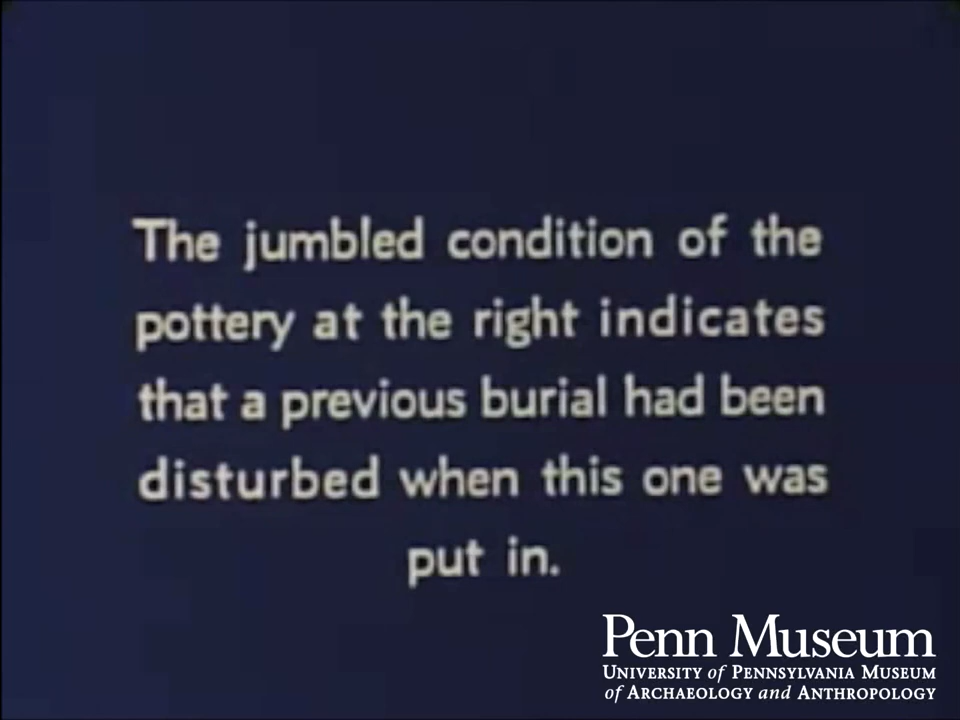 The jumbled condition of the
pottery at the right indicates
that a previous burial had been
disturbed when this one was
put in.
Penn Museum
UNIVERSITY of PENNSYLVANIA MUSEUM
of ARCHAEOLOGY and ANTHROPOLOGY